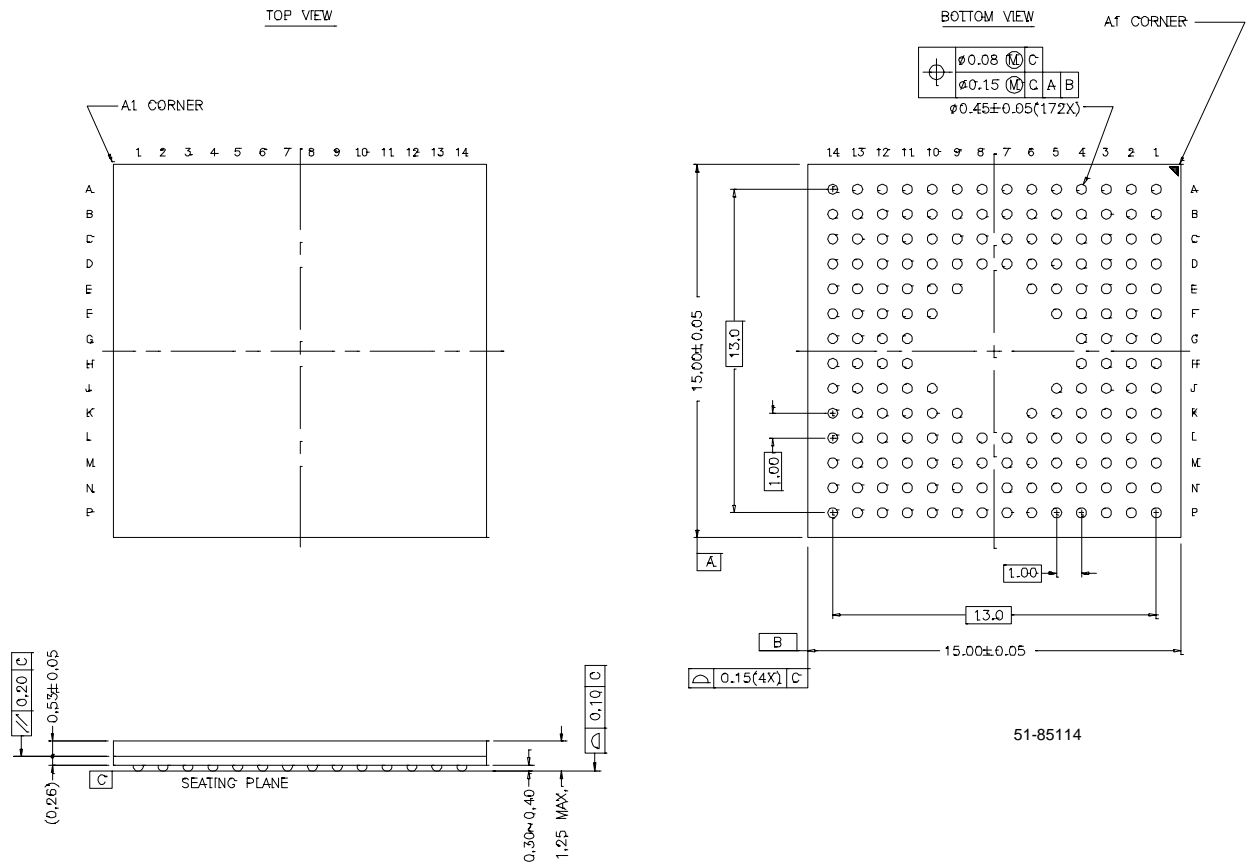 TOP VIEW
A1 CORNER
1 2 3 4 5 6 7 8 9 10 11 12 13 14
A
B
C
D
E
F
G
H
J
K
L
M
N
P
BOTTOM VIEW
A1 CORNER
ø0.08 Ⓜ C
ø0.15 Ⓜ C A B
ø0.45±0.05(172X)
14 13 12 11 10 9 8 7 6 5 4 3 2 1
A
B
C
D
E
F
G
H
J
K
L
M
N
P
15.00±0.05
13.0
1.00
A
1.00
13.0
B
15.00±0.05
0.15(4X) C
// 0.20 C
0.53±0.05
(0.26)
C
SEATING PLANE
0.30~0.40
1.25 MAX.
0.10 C
51-85114